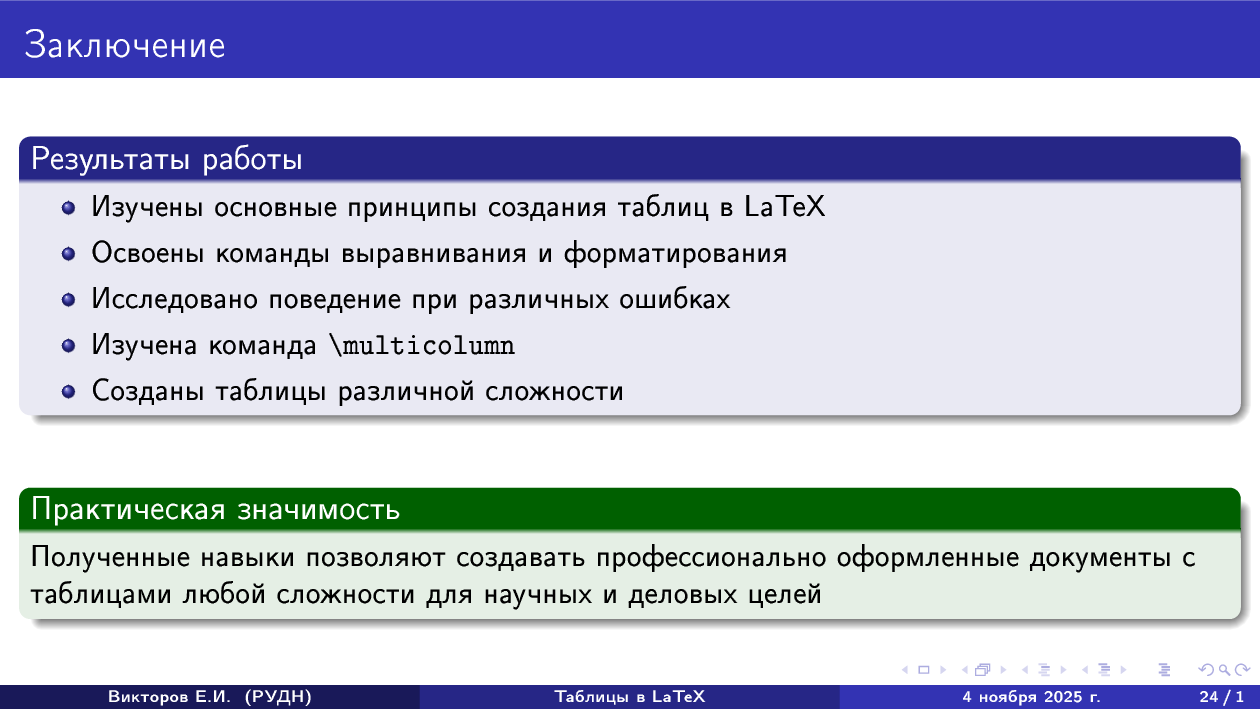 Заключение
Результаты работы
Изучены основные принципы создания таблиц в LaTeX
Освоены команды выравнивания и форматирования
Исследовано поведение при различных ошибках
Изучена команда \multicolumn
Созданы таблицы различной сложности
Практическая значимость
Полученные навыки позволяют создавать профессионально оформленные документы с
таблицами любой сложности для научных и деловых целей
Викторов Е.И. (РУДН) Таблицы в LaTeX 4 ноября 2025 г. 24 / 1